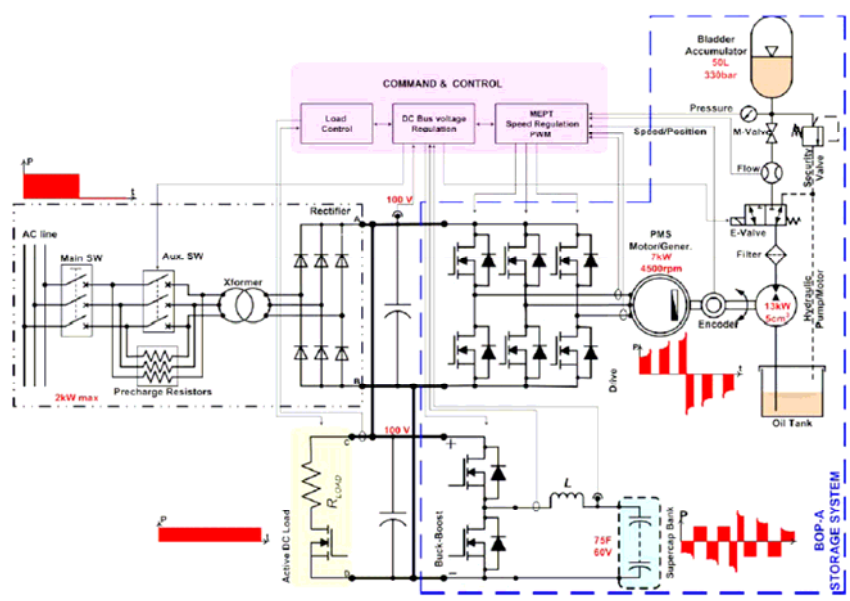 Bladder
Accumulator
50L
330bar
COMMAND & CONTROL
Load
Control
DC Bus voltage
Regulation
MEPT
Speed Regulation
PWM
Pressure
M-Valve
Speed/Position
Security
Valve
Flow
P
t
100 V
Rectifier
A
E-Valve
AC line
Main SW
Aux. SW
Xformer
PMS
Motor/Gener.
7kW
4500rpm
Filter
Hydraulic
Pump/Motor
13kW
5cm³
Encoder
Precharge Resistors
2kW max
B
Drive
P
t
Oil Tank
100 V
C
+
R LOAD
L
P
t
Active DC Load
Buck-Boost
75F
60V
Supercap Bank
P
t
D
−
BOP-A
STORAGE SYSTEM